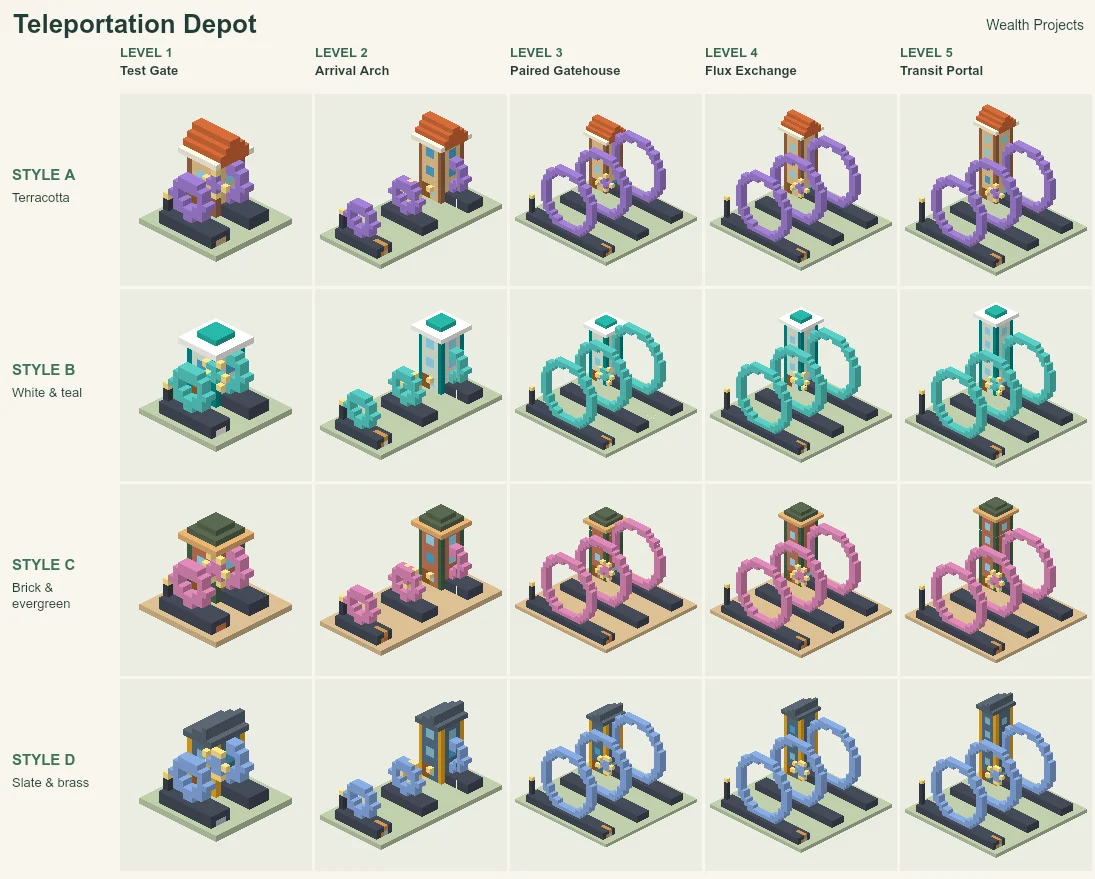 Teleportation Depot
Wealth Projects
LEVEL 1
Test Gate
LEVEL 2
Arrival Arch
LEVEL 3
Paired Gatehouse
LEVEL 4
Flux Exchange
LEVEL 5
Transit Portal
STYLE A
Terracotta
STYLE B
White & teal
STYLE C
Brick &
evergreen
STYLE D
Slate & brass